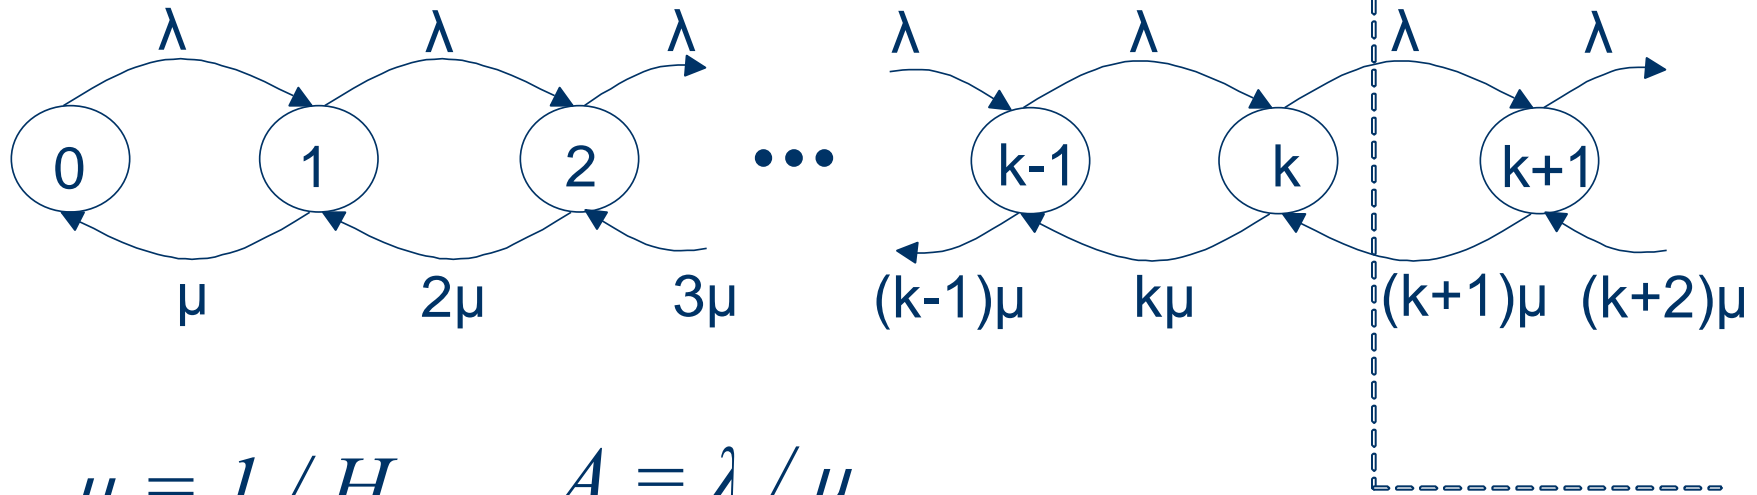 λ λ λ λ λ λ λ
0 1 2 ••• k-1 k k+1
μ 2μ 3μ (k-1)μ kμ (k+1)μ (k+2)μ
μ = 1 / H A = λ / μ